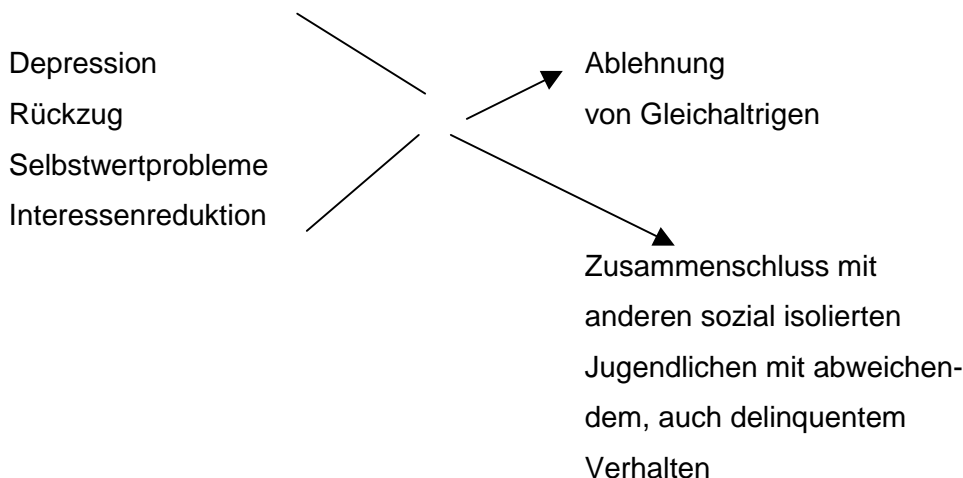 Depression
Rückzug
Selbstwertprobleme
Interessenreduktion
Ablehnung
von Gleichaltrigen
Zusammenschluss mit
anderen sozial isolierten
Jugendlichen mit abweichen-
dem, auch delinquentem
Verhalten